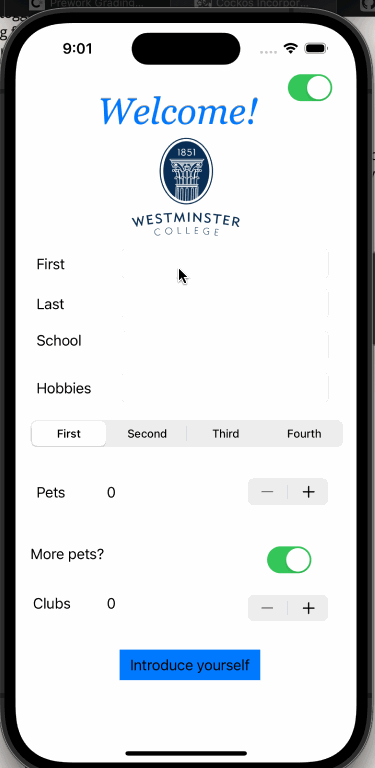 Prework Grading...
Cockos Incorpor...
9:01
Welcome!
1851
WESTMINSTER
COLLEGE
First
Last
School
Hobbies
First Second Third Fourth
Pets 0 − +
More pets?
Clubs 0 − +
Introduce yourself